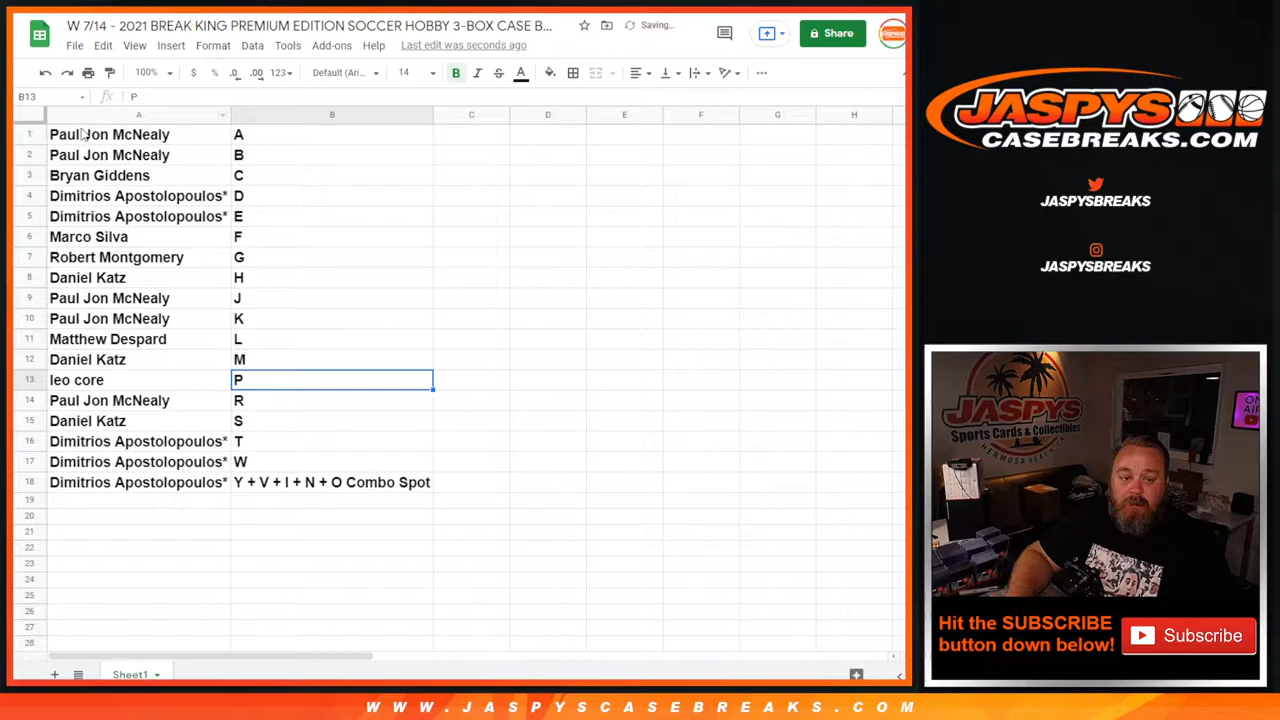 W 7/14 - 2021 BREAK KING PREMIUM EDITION SOCCER HOBBY 3-BOX CASE B...
Saving...
Share
File Edit View Insert Format Data Tools Add-ons Help Last edit was seconds ago
100% $ % .0 .00 123 Default (Ari... 14 B I S A
B13 fx P
A B C D E F G H
1 Paul Jon McNealy A
2 Paul Jon McNealy B
3 Bryan Giddens C
4 Dimitrios Apostolopoulos* D
5 Dimitrios Apostolopoulos* E
6 Marco Silva F
7 Robert Montgomery G
8 Daniel Katz H
9 Paul Jon McNealy J
10 Paul Jon McNealy K
11 Matthew Despard L
12 Daniel Katz M
13 leo core P
14 Paul Jon McNealy R
15 Daniel Katz S
16 Dimitrios Apostolopoulos* T
17 Dimitrios Apostolopoulos* W
18 Dimitrios Apostolopoulos* Y + V + I + N + O Combo Spot
19
20
21
22
23
24
25
26
27
28
Sheet1
JASPYS
CASEBREAKS.COM
JASPYSBREAKS
JASPYSBREAKS
JASPYS
Sports Cards & Collectibles
HERMOSA BEACH
Hit the SUBSCRIBE
button down below!
Subscribe
WWW.JASPYSCASEBREAKS.COM